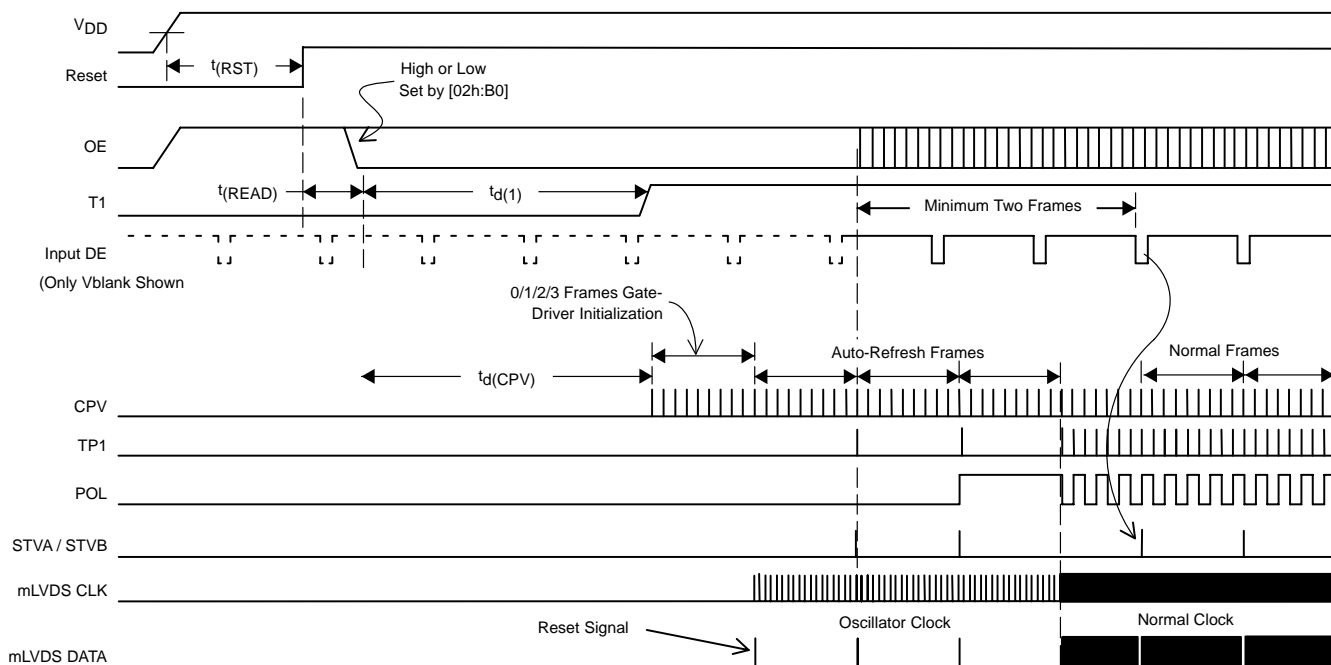 VDD
t(RST)
Reset
High or Low
Set by [02h:B0]
OE
t(READ)
td(1)
T1
Minimum Two Frames
Input DE
(Only Vblank Shown
0/1/2/3 Frames Gate-
Driver Initialization
Auto-Refresh Frames
Normal Frames
td(CPV)
CPV
TP1
POL
STVA / STVB
mLVDS CLK
Reset Signal
Oscillator Clock
Normal Clock
mLVDS DATA